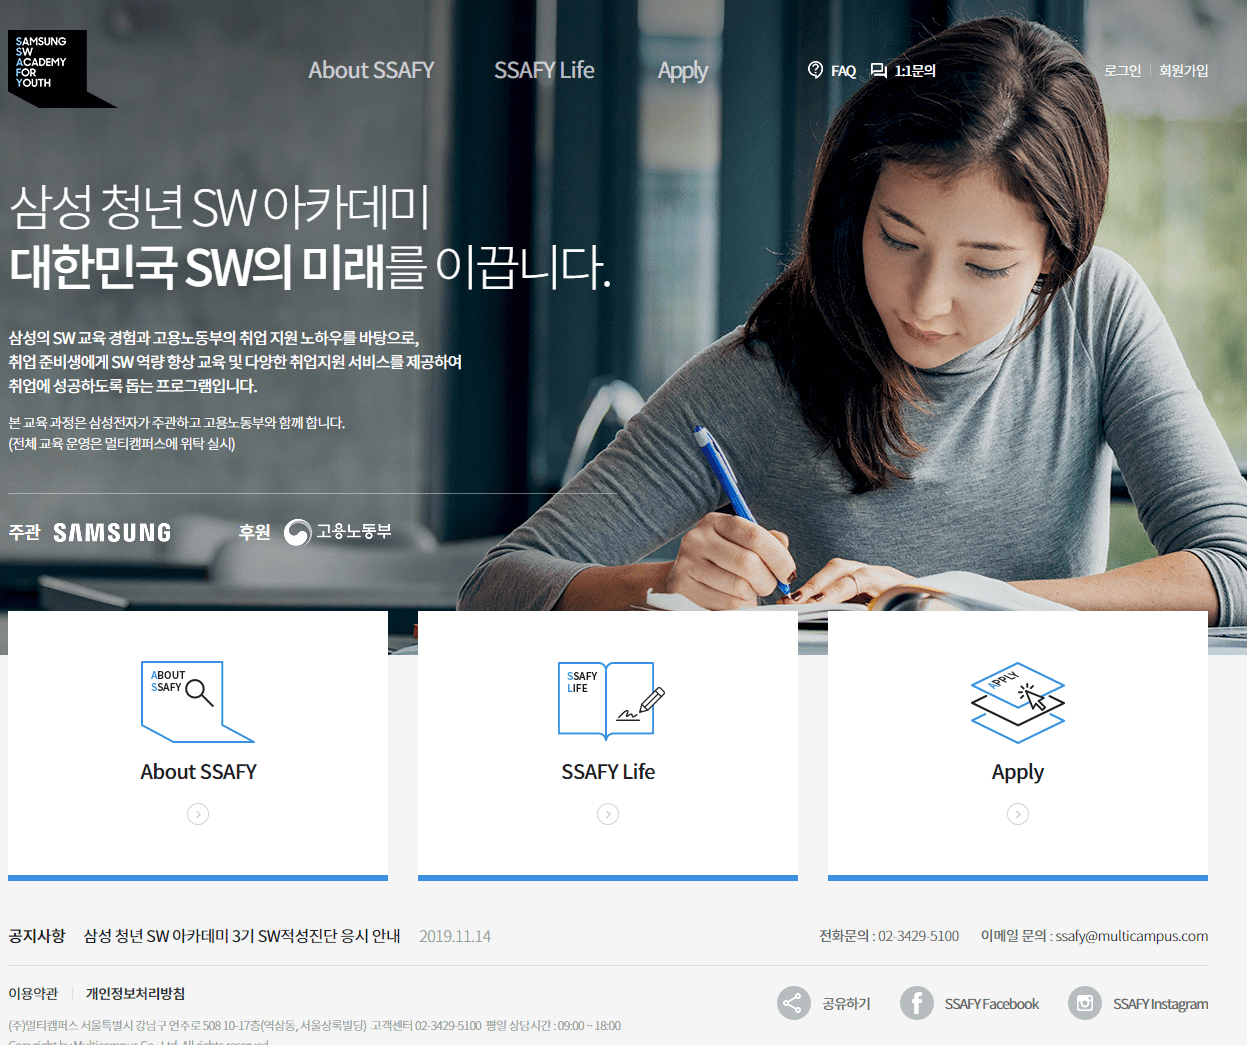 SAMSUNG
SW
ACADEMY
FOR
YOUTH
About SSAFY
SSAFY Life
Apply
FAQ
1:1문의
로그인
회원가입
삼성 청년 SW 아카데미
대한민국 SW의 미래를 이끕니다.
삼성의 SW 교육 경험과 고용노동부의 취업 지원 노하우를 바탕으로,
취업 준비생에게 SW 역량 향상 교육 및 다양한 취업지원 서비스를 제공하여
취업에 성공하도록 돕는 프로그램입니다.
본 교육 과정은 삼성전자가 주관하고 고용노동부와 함께 합니다.
(전체 교육 운영은 멀티캠퍼스에 위탁 실시)
주관 SAMSUNG 후원 고용노동부
ABOUT
SSAFY
About SSAFY
SSAFY
LIFE
SSAFY Life
APPLY
Apply
공지사항 삼성 청년 SW 아카데미 3기 SW적성진단 응시 안내 2019.11.14
전화문의 : 02-3429-5100 이메일 문의 : ssafy@multicampus.com
이용약관 개인정보처리방침
공유하기 SSAFY Facebook SSAFY Instagram
(주)멀티캠퍼스 서울특별시 강남구 언주로 508 10-17층(역삼동, 서울상록빌딩) 고객센터 02-3429-5100 평일 상담시간 : 09:00 ~ 18:00
Copyright by Multicampus Co., Ltd. All rights reserved.